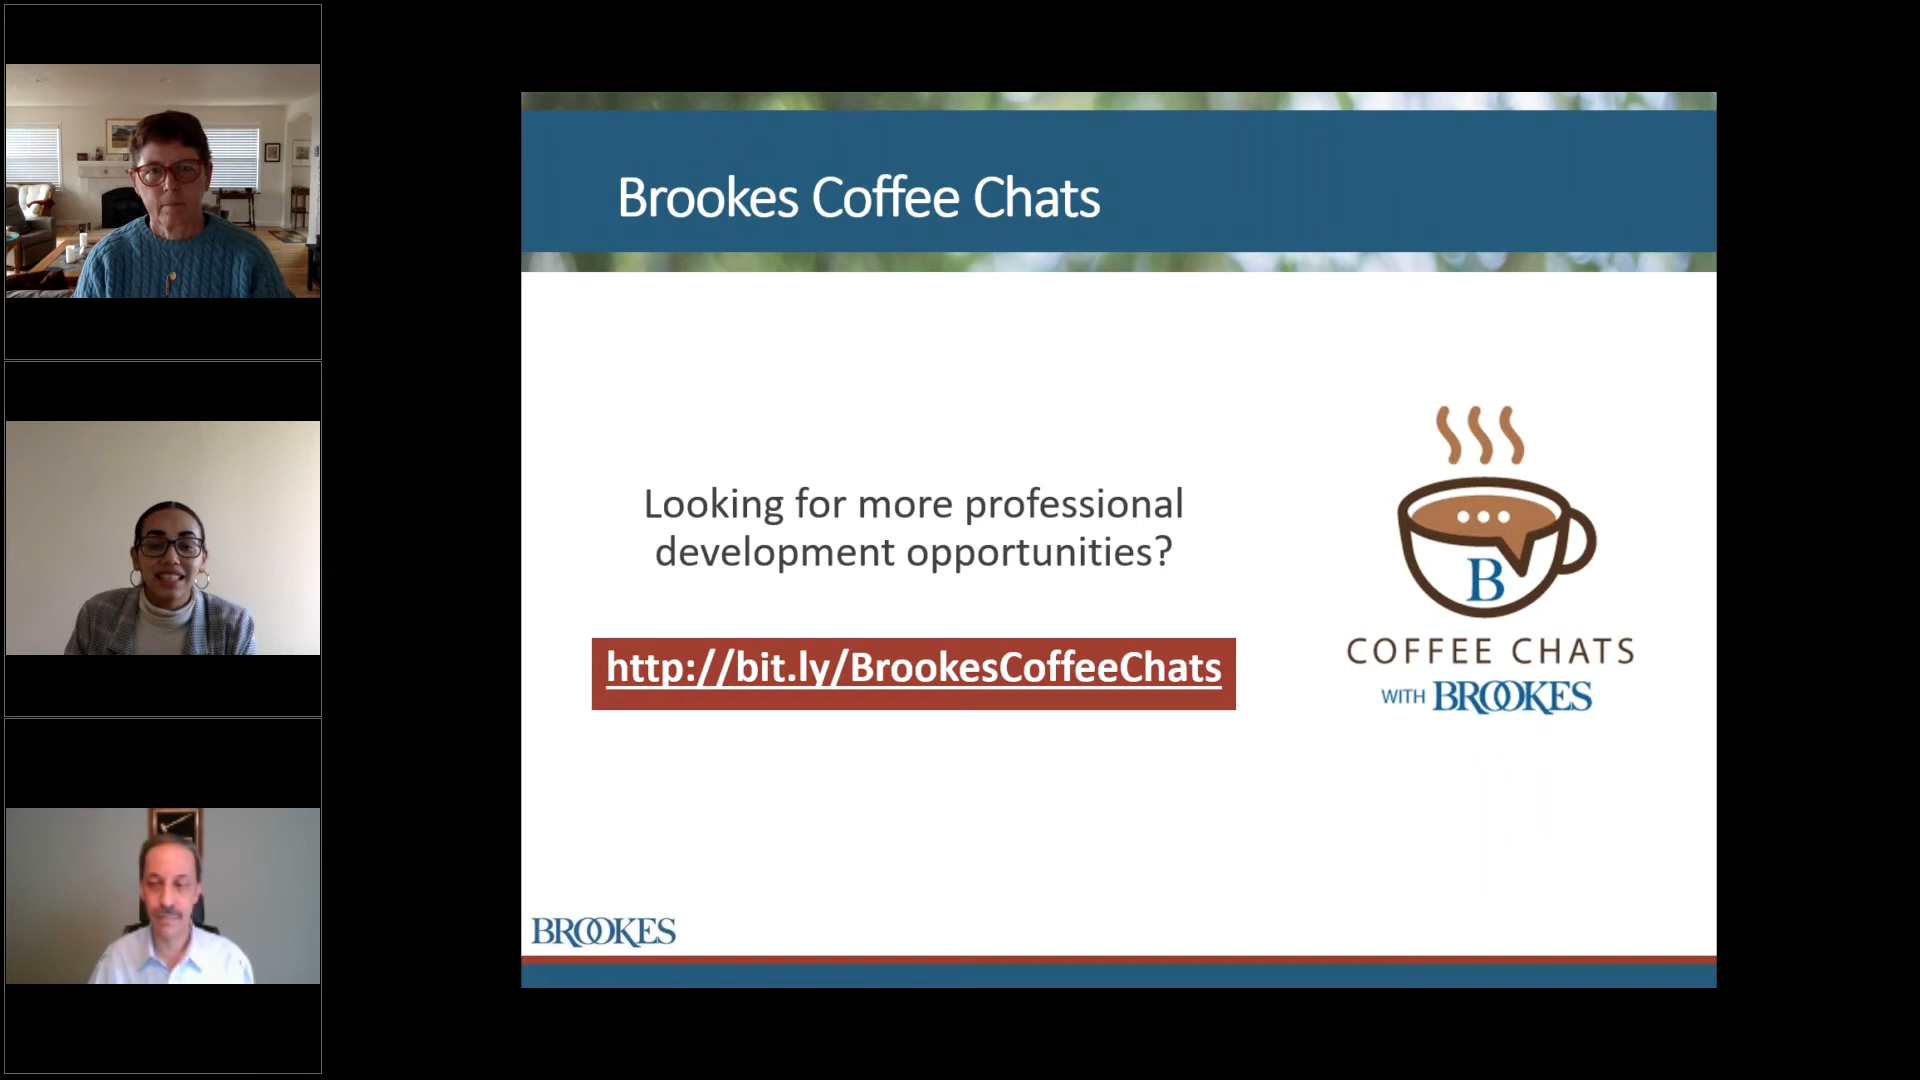 Brookes Coffee Chats
Looking for more professional
development opportunities?
http://bit.ly/BrookesCoffeeChats
B
COFFEE CHATS
WITH BROOKES
BROOKES